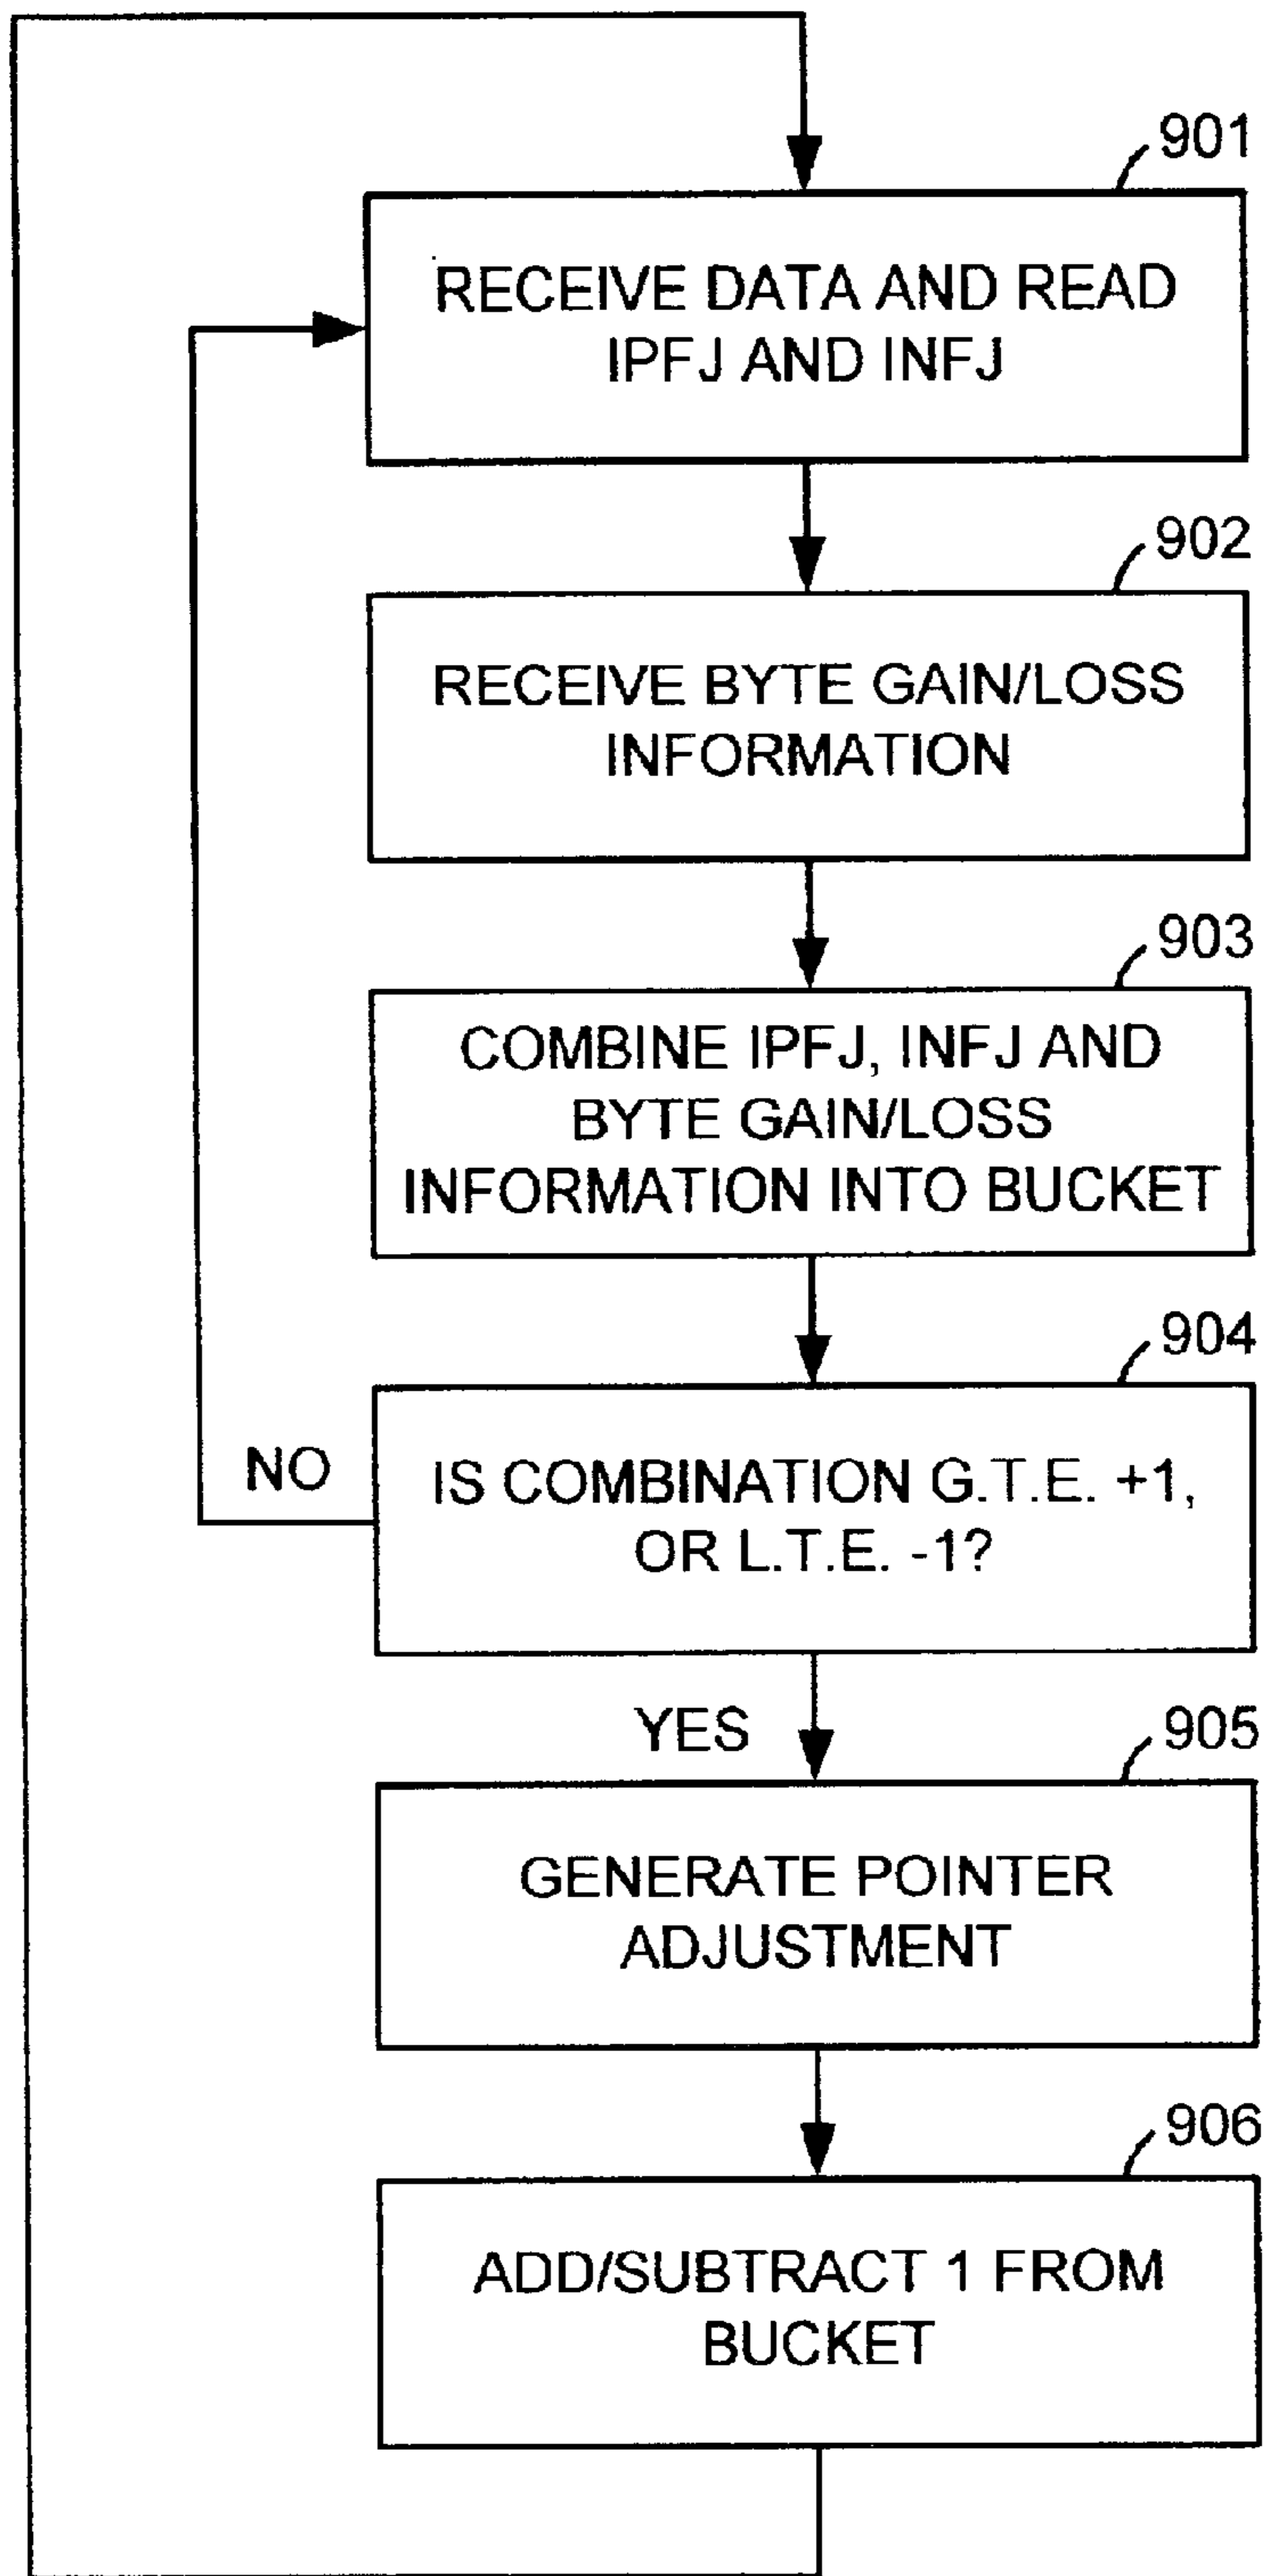 901
RECEIVE DATA AND READ
IPFJ AND INFJ
902
RECEIVE BYTE GAIN/LOSS
INFORMATION
903
COMBINE IPFJ, INFJ AND
BYTE GAIN/LOSS
INFORMATION INTO BUCKET
904
NO
IS COMBINATION G.T.E. +1,
OR L.T.E. -1?
YES
905
GENERATE POINTER
ADJUSTMENT
906
ADD/SUBTRACT 1 FROM
BUCKET